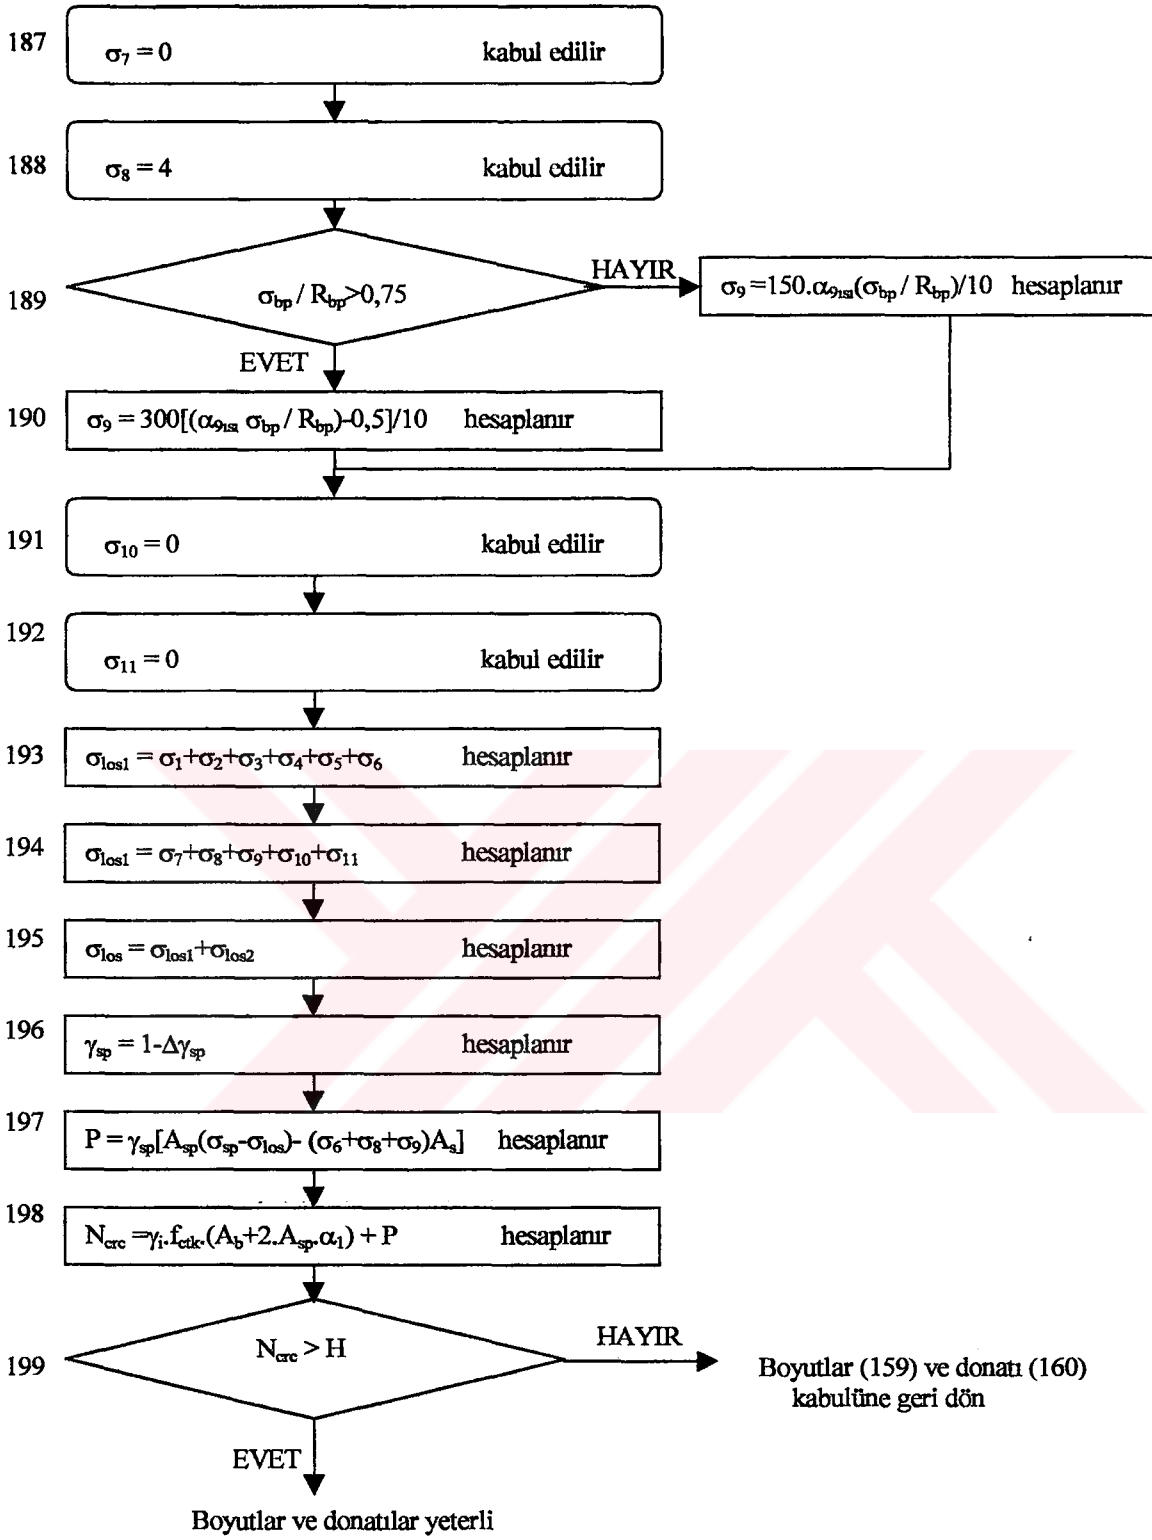 187 σ₇ = 0 kabul edilir
188 σ₈ = 4 kabul edilir
189 σbp / Rbp>0,75
HAYIR
σ₉ =150.α₉ısı(σbp / Rbp)/10 hesaplanır
EVET
190 σ₉ = 300[(α₉ısı, σbp / Rbp)-0,5]/10 hesaplanır
191 σ₁₀ = 0 kabul edilir
192 σ₁₁ = 0 kabul edilir
193 σlos1 = σ₁+σ₂+σ₃+σ₄+σ₅+σ₆ hesaplanır
194 σlos1 = σ₇+σ₈+σ₉+σ₁₀+σ₁₁ hesaplanır
195 σlos = σlos1+σlos2 hesaplanır
196 γsp = 1-Δγsp hesaplanır
197 P = γsp[Asp(σsp-σlos)- (σ₆+σ₈+σ₉)As] hesaplanır
198 Ncrc =γi.fctk.(Ab+2.Asp.α₁) + P hesaplanır
199 Ncrc > H
HAYIR
Boyutlar (159) ve donatı (160)
kabulüne geri dön
EVET
Boyutlar ve donatılar yeterli